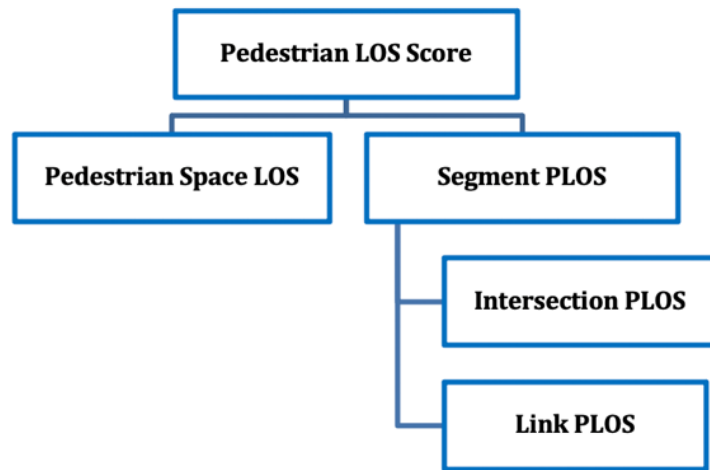 Pedestrian LOS Score
Pedestrian Space LOS
Segment PLOS
Intersection PLOS
Link PLOS